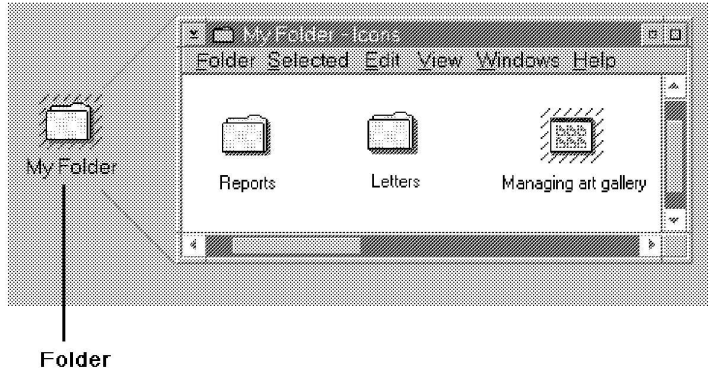 My Folder - Icons
Folder Selected Edit View Windows Help
My Folder
Reports Letters Managing art gallery
Folder